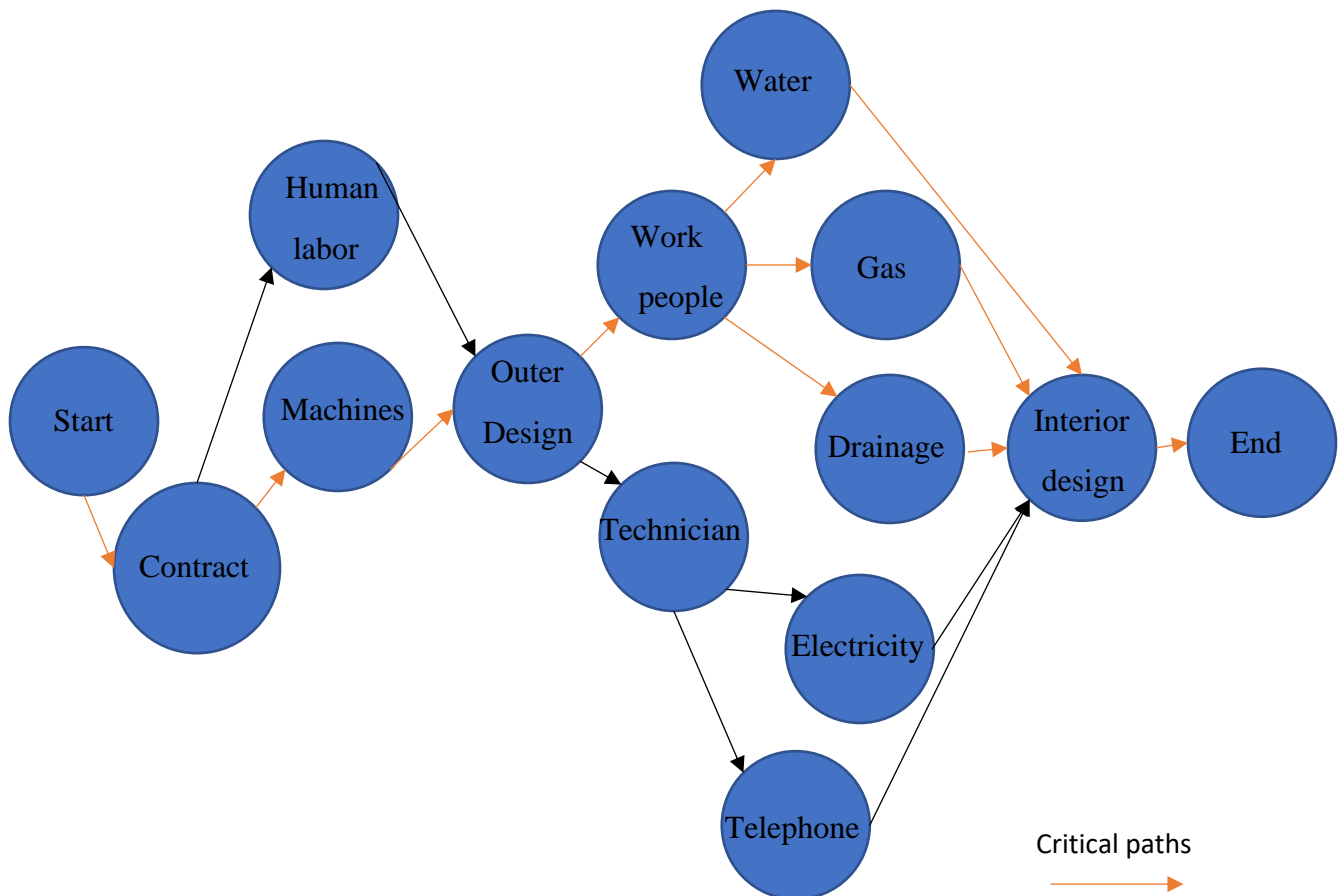 Water
Human
labor
Work
people
Gas
Start
Machines
Outer
Design
Drainage
Interior
design
End
Contract
Technician
Electricity
Telephone
Critical paths